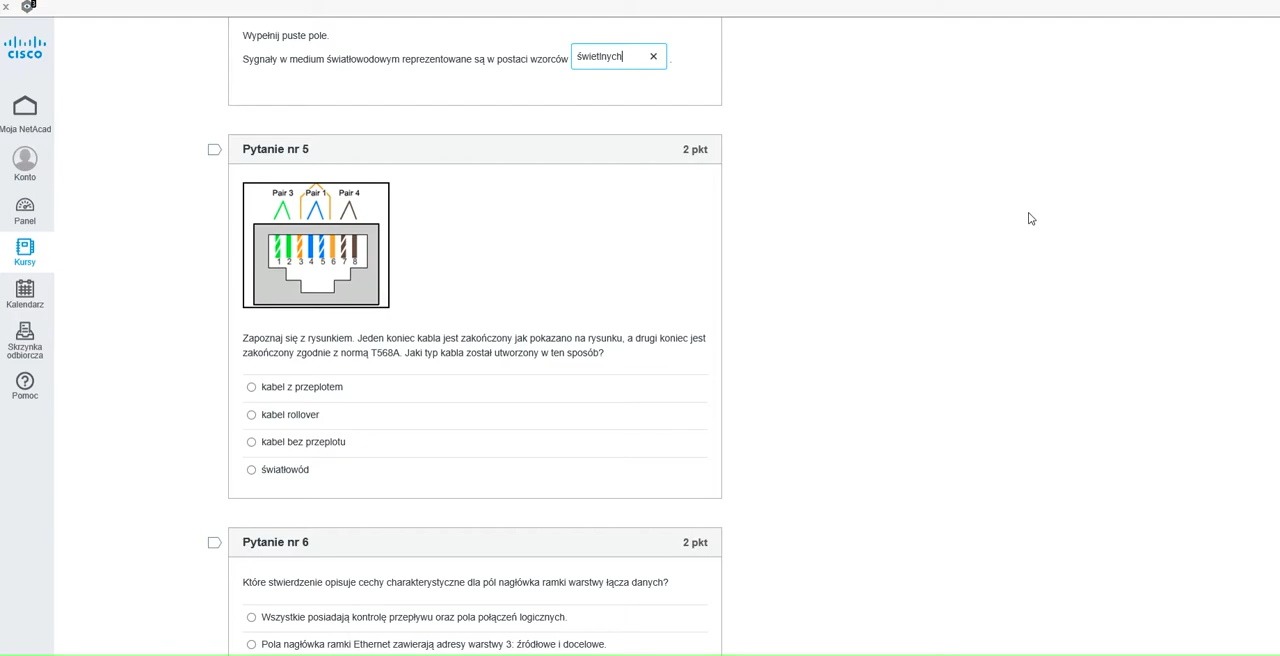 x
3
CISCO
Moja NetAcad
Konto
Panel
Kursy
Kalendarz
Skrzynka
odbiorcza
Pomoc
Wypełnij puste pole.
Sygnały w medium światłowodowym reprezentowane są w postaci wzorców świetlnych ✕ .
Pytanie nr 5 2 pkt
Pair 3 Pair 1 Pair 4
1 2 3 4 5 6 7 8
Zapoznaj się z rysunkiem. Jeden koniec kabla jest zakończony jak pokazano na rysunku, a drugi koniec jest
zakończony zgodnie z normą T568A. Jaki typ kabla został utworzony w ten sposób?
kabel z przeplotem
kabel rollover
kabel bez przeplotu
światłowód
Pytanie nr 6 2 pkt
Które stwierdzenie opisuje cechy charakterystyczne dla pól nagłówka ramki warstwy łącza danych?
Wszystkie posiadają kontrolę przepływu oraz pola połączeń logicznych.
Pola nagłówka ramki Ethernet zawierają adresy warstwy 3: źródłowe i docelowe.